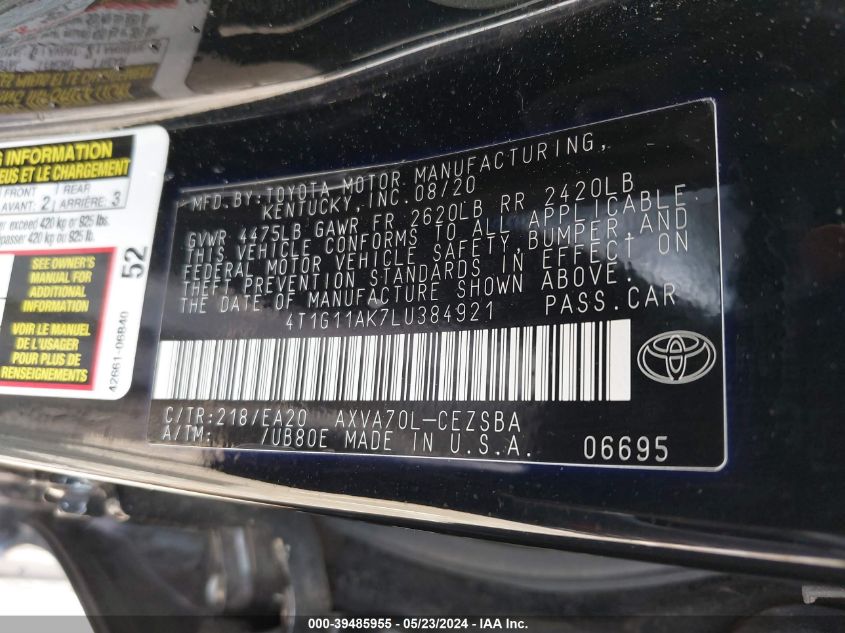 G INFORMATION
EUS ET LE CHARGEMENT
FRONT
AVANT: 2
REAR
ARRIÈRE: 3
er exceed 420 kg or 925 lbs.
passer 420 kg ou 925 lb.
SEE OWNER'S
MANUAL FOR
ADDITIONAL
INFORMATION
VOIR LE MANUEL
DE L'USAGER
POUR PLUS DE
RENSEIGNEMENTS
52
42661-06B40
MFD. BY: TOYOTA MOTOR MANUFACTURING,
KENTUCKY, INC. 08/20
GVWR 4475LB GAWR FR 2620LB RR 2420LB
THIS VEHICLE CONFORMS TO ALL APPLICABLE
FEDERAL MOTOR VEHICLE SAFETY, BUMPER, AND
THEFT PREVENTION STANDARDS IN EFFECT ON
THE DATE OF MANUFACTURE SHOWN ABOVE.
4T1G11AK7LU384921 PASS.CAR
C/TR:218/EA20 AXVA70L-CEZSBA
A/TM: /UB80E MADE IN U.S.A. 06695
000-39485955 - 05/23/2024 - IAA Inc.